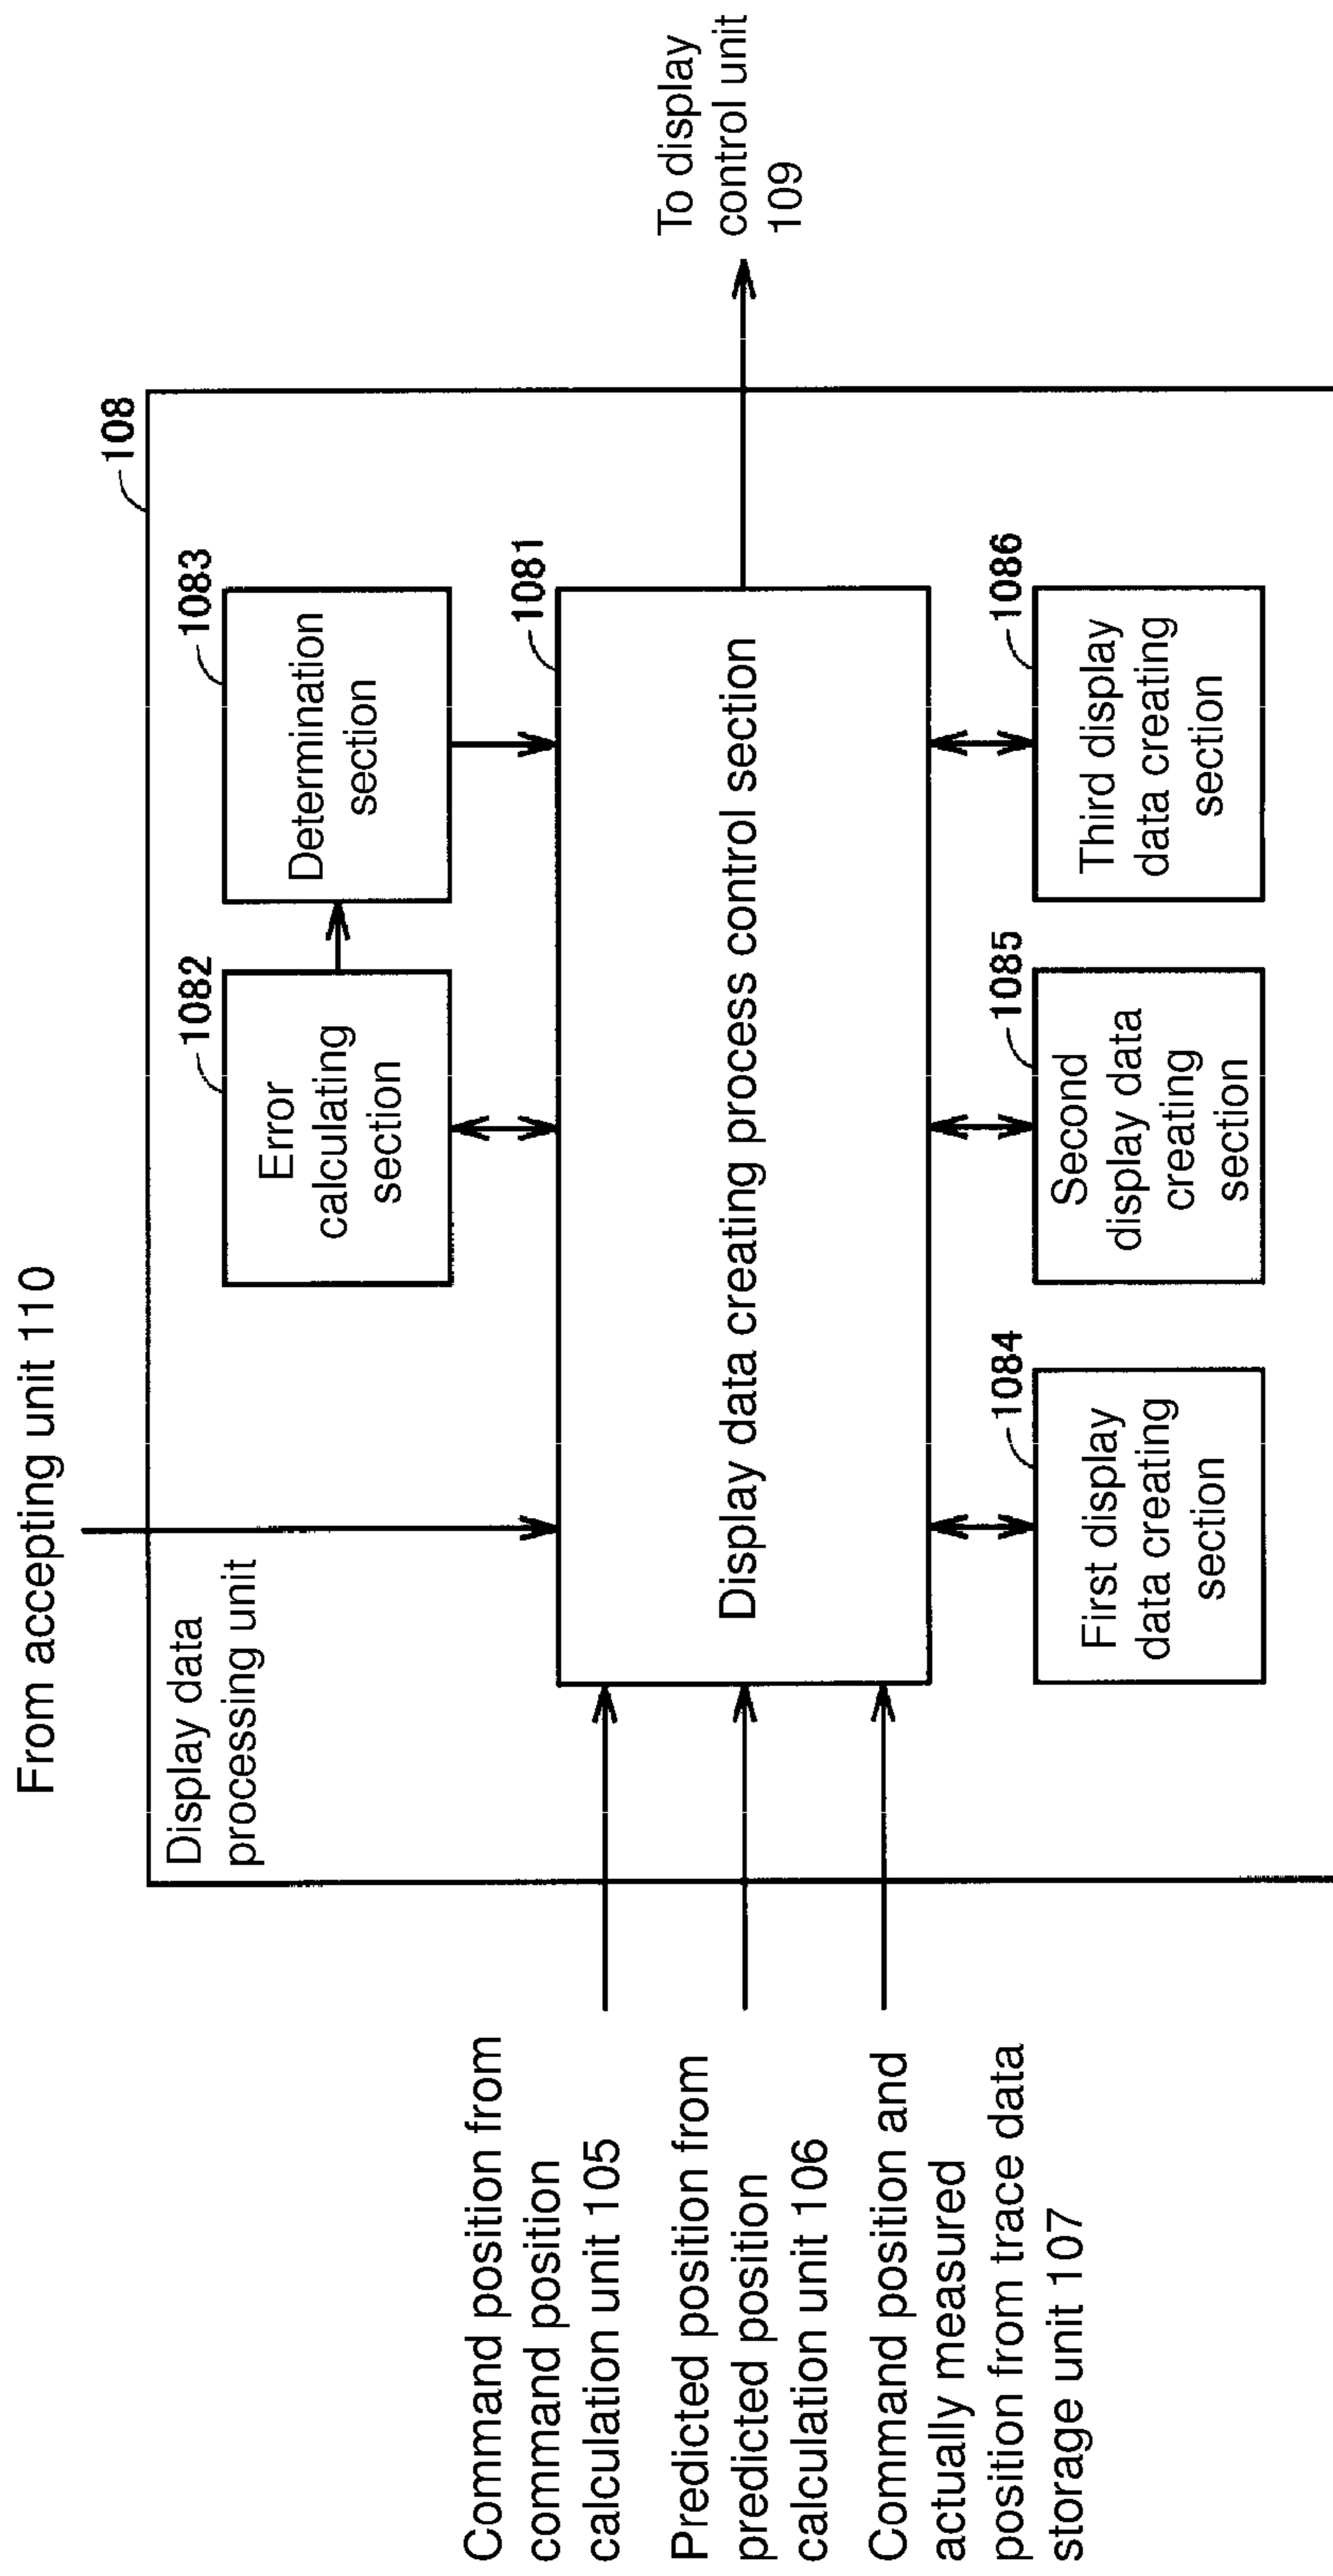 From accepting unit 110
108
Display data
processing unit
1082
Error
calculating
section
1083
Determination
section
1081
Display data creating process control section
Command position from
command position
calculation unit 105
Predicted position from
predicted position
calculation unit 106
Command position and
actually measured
position from trace data
storage unit 107
To display
control unit
109
1084
First display
data creating
section
1085
Second
display data
creating
section
1086
Third display
data creating
section